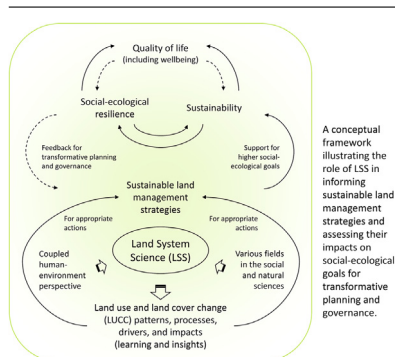 Quality of life
(including wellbeing)
Social-ecological
resilience
Sustainability
Feedback for
transformative planning
and governance
Support for
higher social-
ecological goals
Sustainable land
management
strategies
For appropriate
actions
For appropriate
actions
Coupled
human-
environment
perspective
Land System
Science (LSS)
Various fields
in the social
and natural
sciences
Land use and land cover change
(LUCC) patterns, processes,
drivers, and impacts
(learning and insights)
A conceptual
framework
illustrating the
role of LSS in
informing
sustainable land
management
strategies and
assessing their
impacts on
social-ecological
goals for
transformative
planning and
governance.